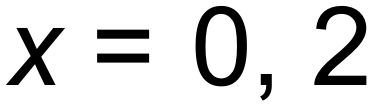 x = 0, 2